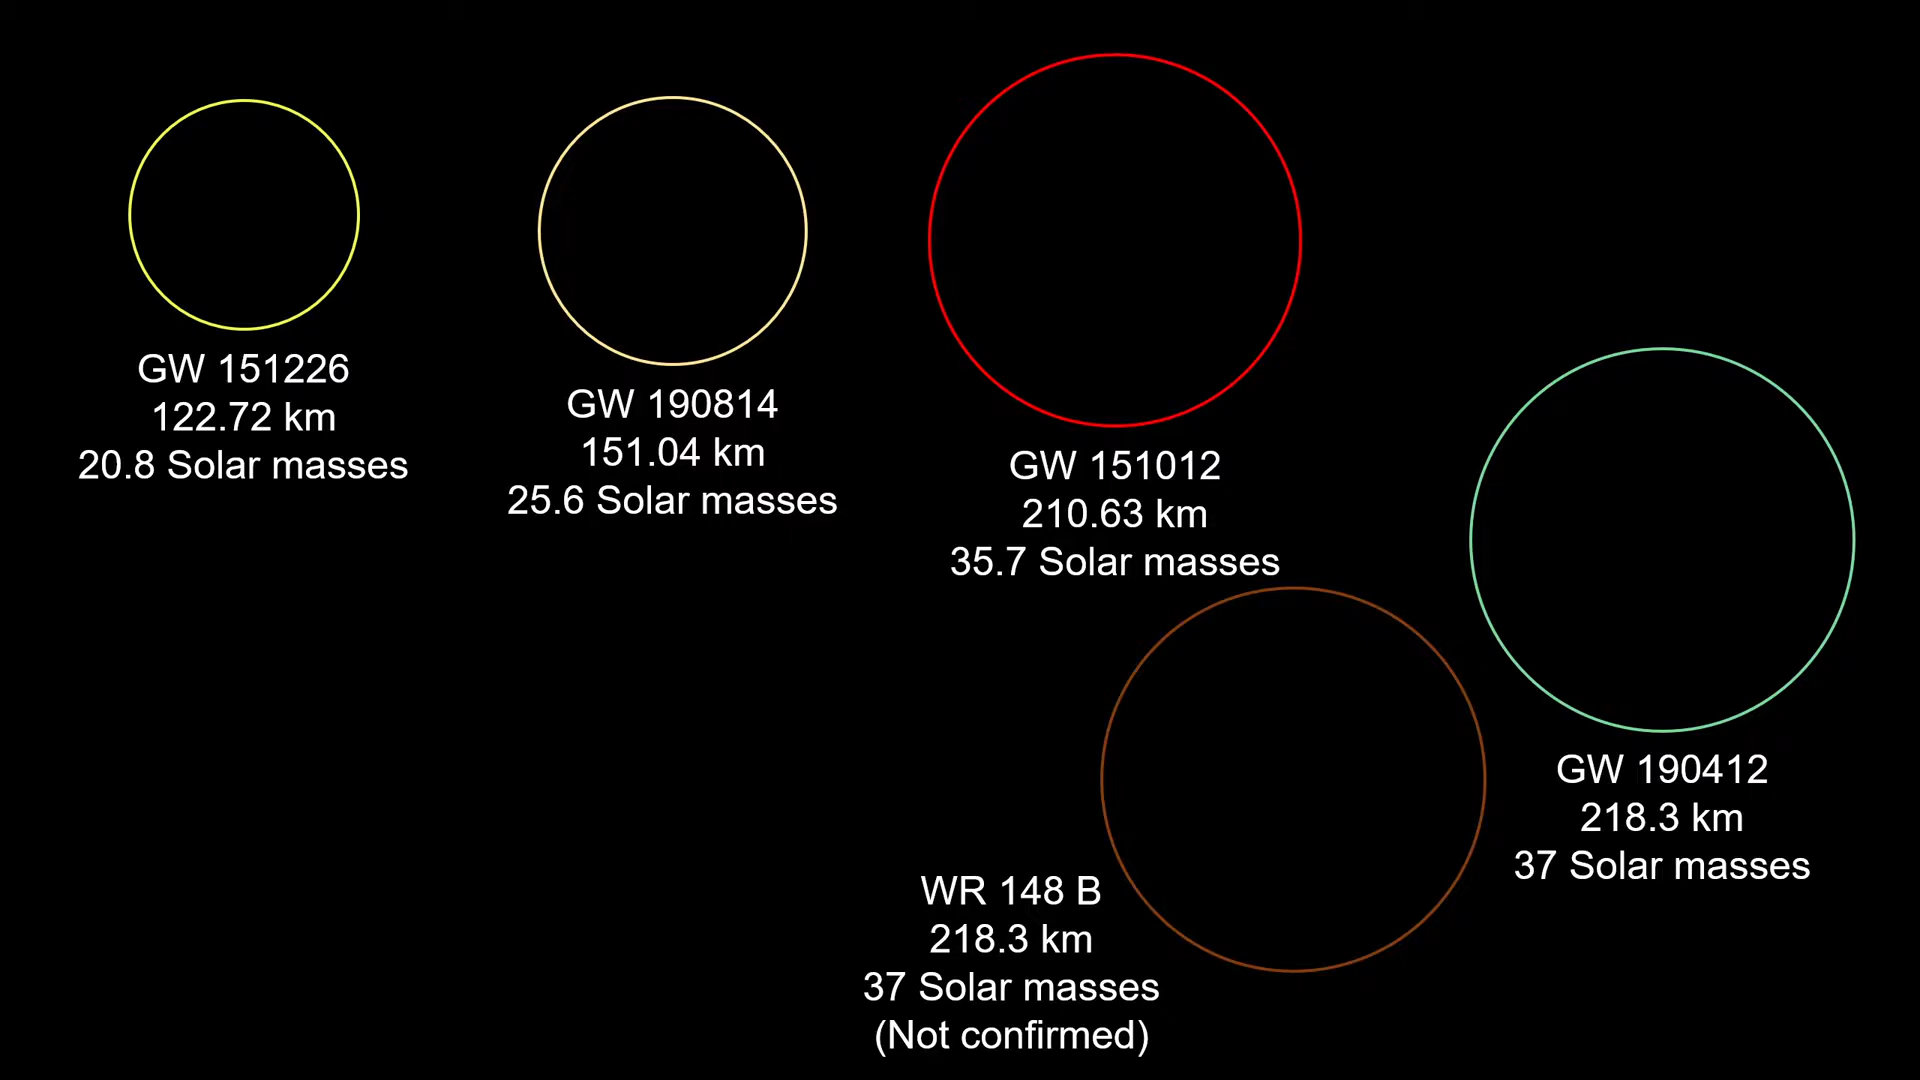 GW 151226
122.72 km
20.8 Solar masses
GW 190814
151.04 km
25.6 Solar masses
GW 151012
210.63 km
35.7 Solar masses
GW 190412
218.3 km
37 Solar masses
WR 148 B
218.3 km
37 Solar masses
(Not confirmed)